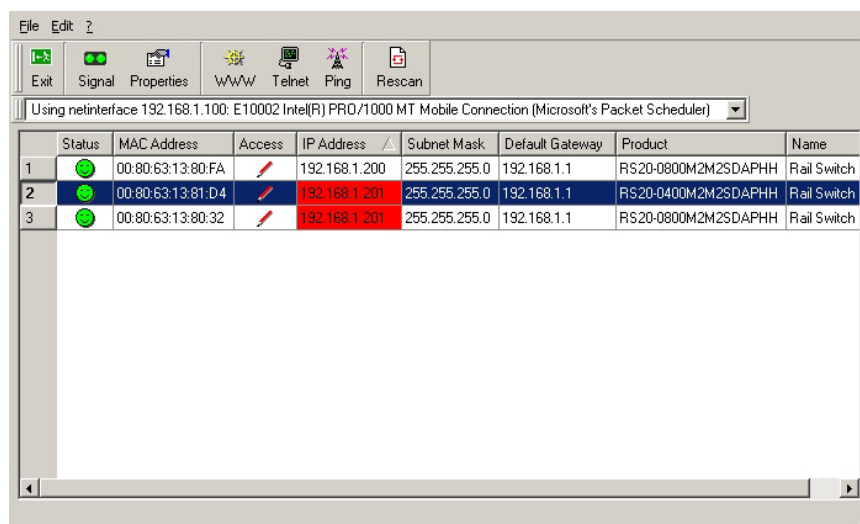 File Edit ?
Exit Signal Properties WWW Telnet Ping Rescan
Using netinterface 192.168.1.100: E10002 Intel(R) PRO/1000 MT Mobile Connection (Microsoft's Packet Scheduler)
Status MAC Address Access IP Address Subnet Mask Default Gateway Product Name
1 00:80:63:13:80:FA 192.168.1.200 255.255.255.0 192.168.1.1 RS20-0800M2M2SDAPHH Rail Switch
2 00:80:63:13:81:D4 192.168.1.201 255.255.255.0 192.168.1.1 RS20-0400M2M2SDAPHH Rail Switch
3 00:80:63:13:80:32 192.168.1.201 255.255.255.0 192.168.1.1 RS20-0800M2M2SDAPHH Rail Switch